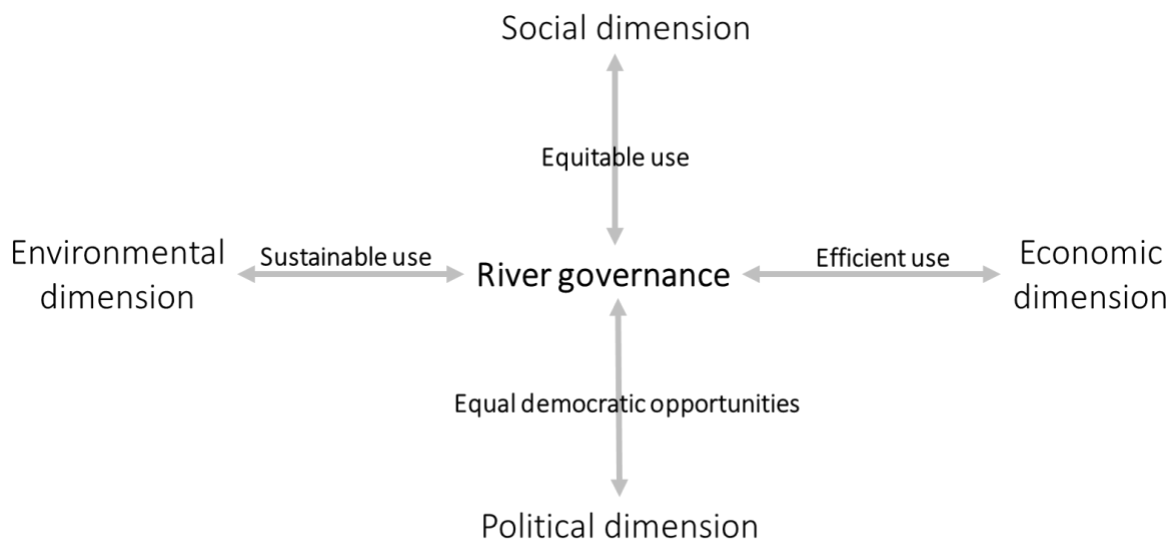 Social dimension
Equitable use
Environmental
dimension
Sustainable use
River governance
Efficient use
Economic
dimension
Equal democratic opportunities
Political dimension